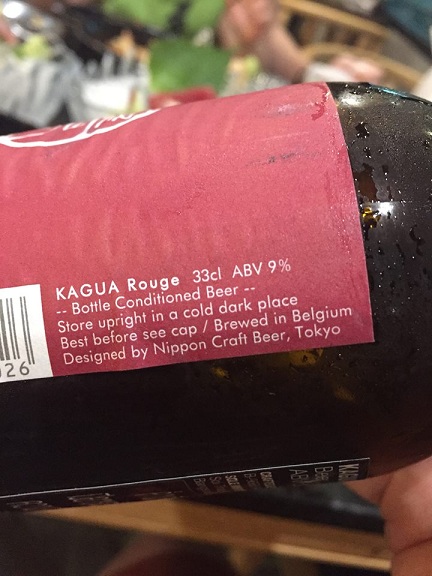 KAGUA Rouge 33cl ABV 9%
-- Bottle Conditioned Beer --
Store upright in a cold dark place
Best before see cap / Brewed in Belgium
Designed by Nippon Craft Beer, Tokyo
26